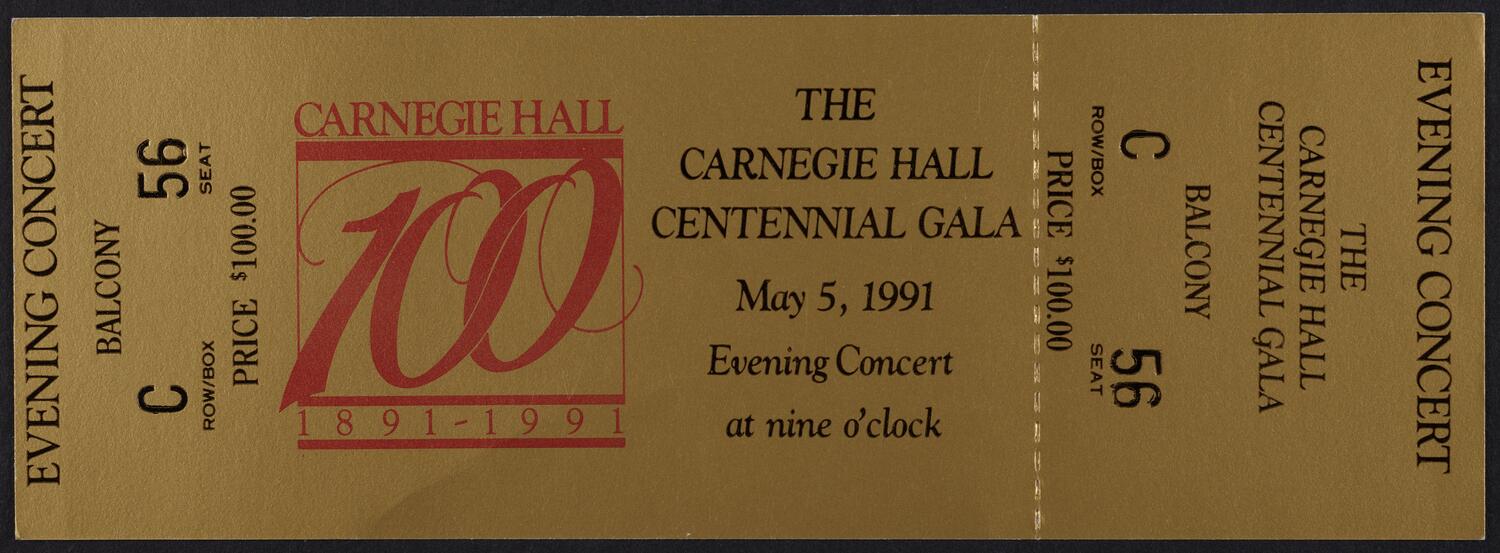 EVENING CONCERT
BALCONY
C 56
ROW/BOX SEAT
PRICE $100.00
CARNEGIE HALL
100
1891-1991
THE
CARNEGIE HALL
CENTENNIAL GALA
May 5, 1991
Evening Concert
at nine o'clock
EVENING CONCERT
THE
CARNEGIE HALL
CENTENNIAL GALA
BALCONY
C 56
ROW/BOX SEAT
PRICE $100.00